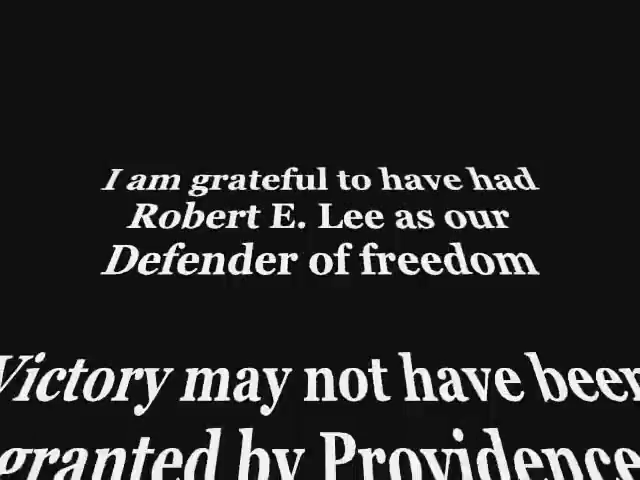 I am grateful to have had
Robert E. Lee as our
Defender of freedom
Victory may not have been
granted by Providence